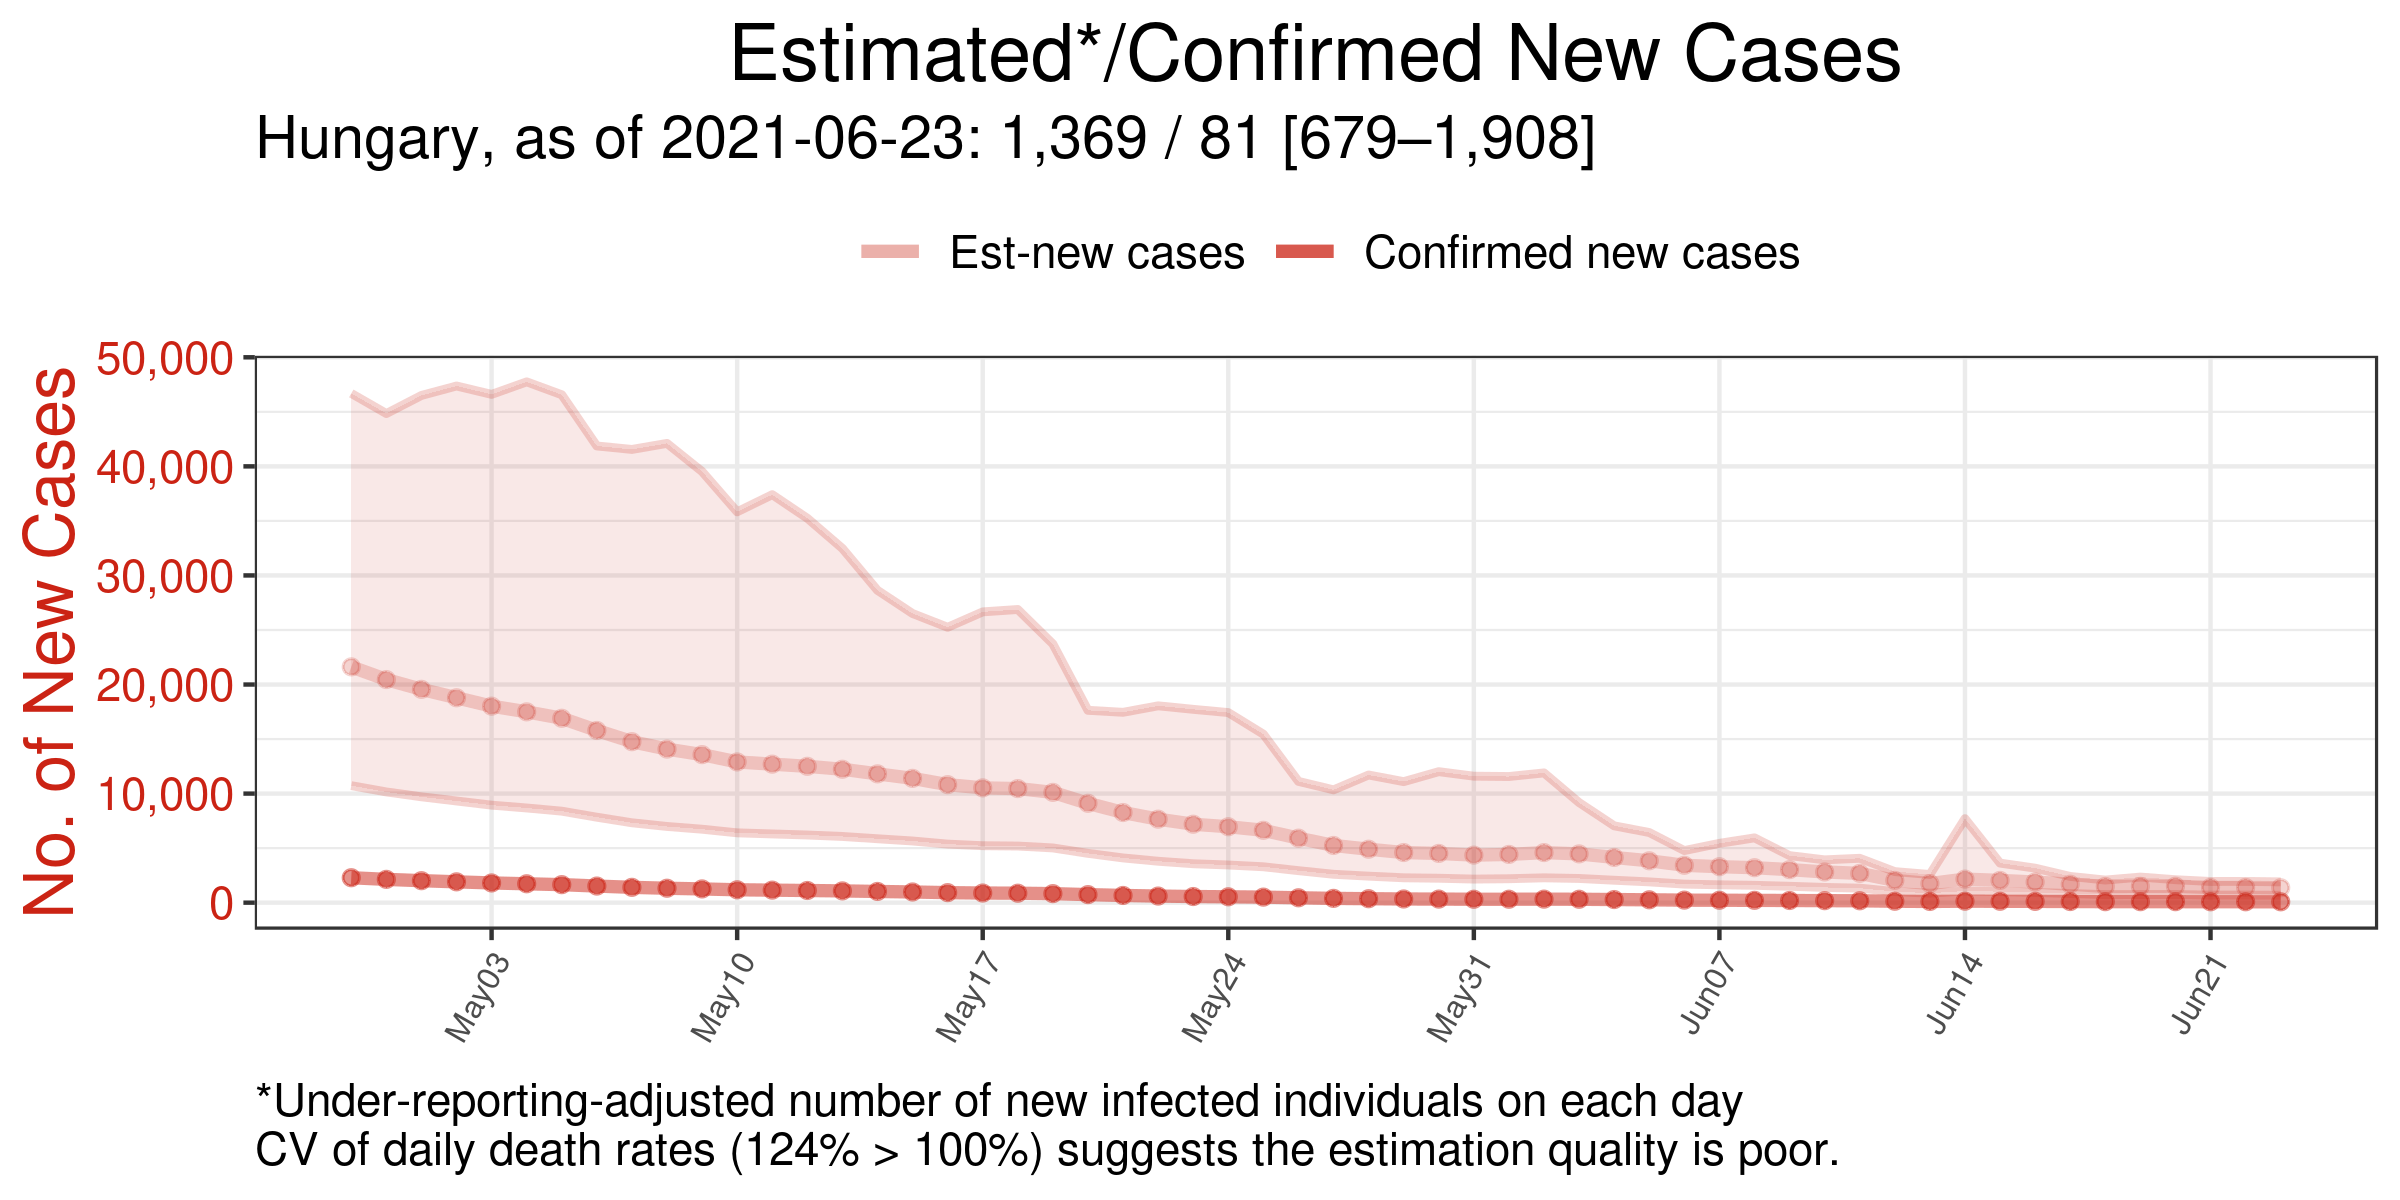 Estimated*/Confirmed New Cases
Hungary, as of 2021-06-23: 1,369 / 81 [679–1,908]
Est-new cases Confirmed new cases
No. of New Cases
50,000
40,000
30,000
20,000
10,000
0
May03 May10 May17 May24 May31 Jun07 Jun14 Jun21
*Under-reporting-adjusted number of new infected individuals on each day
CV of daily death rates (124% > 100%) suggests the estimation quality is poor.